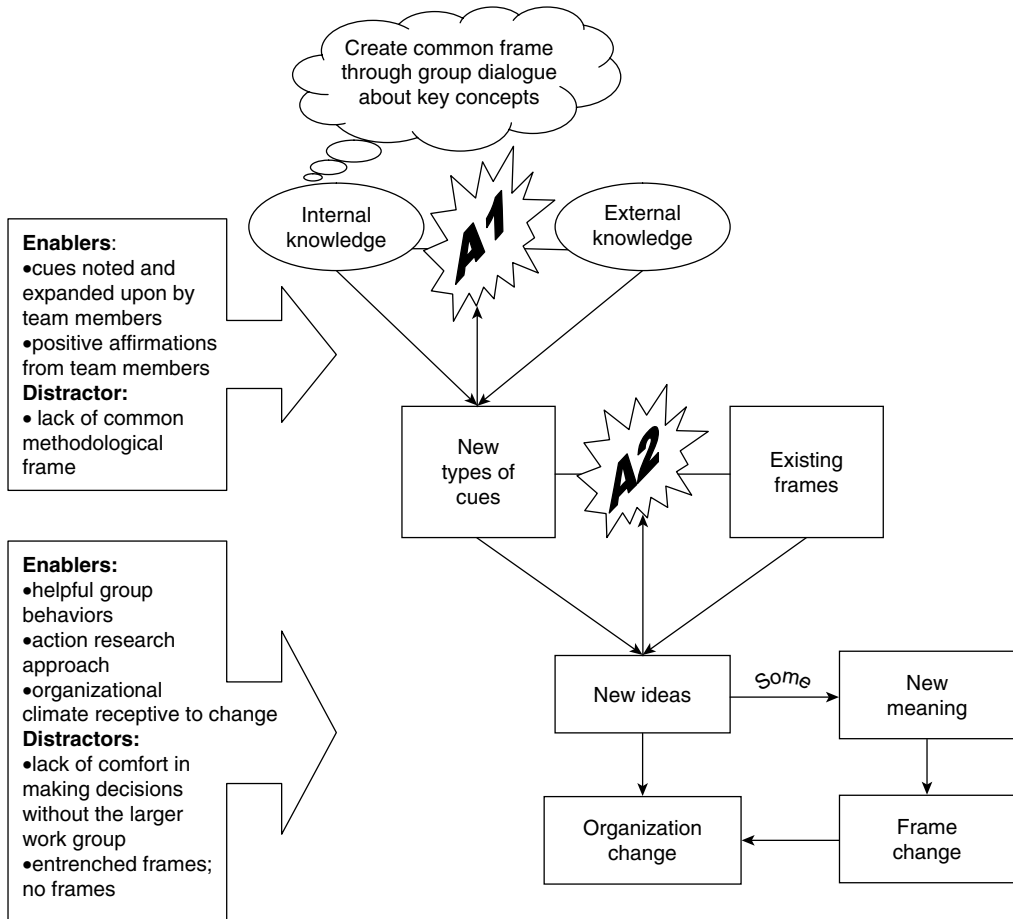 Create common frame
through group dialogue
about key concepts
Internal
knowledge
A1
External
knowledge
Enablers:
•cues noted and
expanded upon by
team members
•positive affirmations
from team members
Distractor:
• lack of common
methodological
frame
New
types of
cues
A2
Existing
frames
Enablers:
•helpful group
behaviors
•action research
approach
•organizational
climate receptive to change
Distractors:
•lack of comfort in
making decisions
without the larger
work group
•entrenched frames;
no frames
New ideas
Some
New
meaning
Organization
change
Frame
change